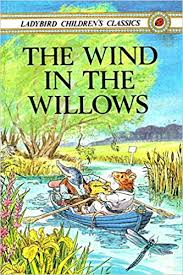 LADYBIRD CHILDREN'S CLASSICS
THE WIND
IN THE
WILLOWS